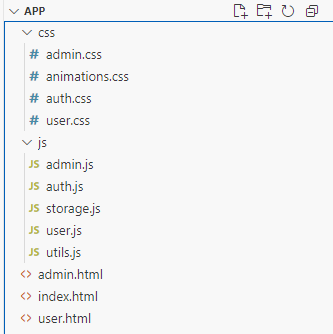 APP
css
# admin.css
# animations.css
# auth.css
# user.css
js
JS admin.js
JS auth.js
JS storage.js
JS user.js
JS utils.js
<> admin.html
<> index.html
<> user.html